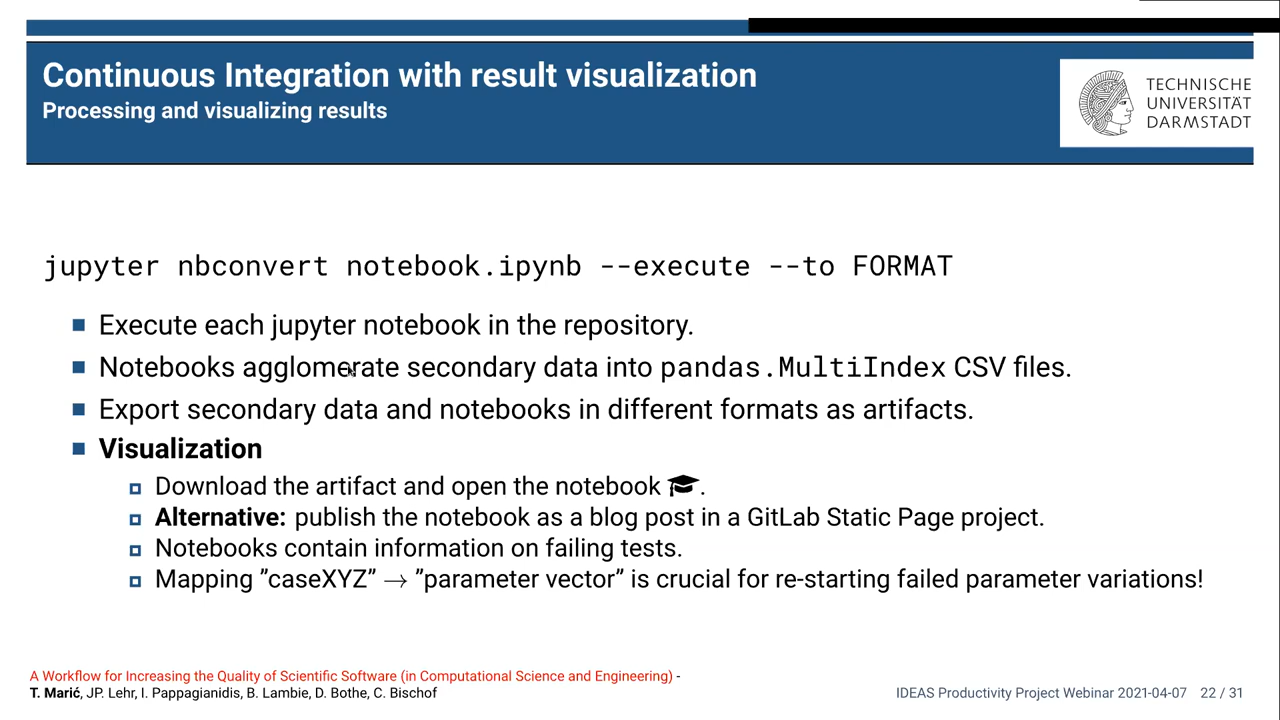 Continuous Integration with result visualization
Processing and visualizing results
TECHNISCHE
UNIVERSITÄT
DARMSTADT
jupyter nbconvert notebook.ipynb --execute --to FORMAT
Execute each jupyter notebook in the repository.
Notebooks agglomerate secondary data into pandas.MultiIndex CSV files.
Export secondary data and notebooks in different formats as artifacts.
Visualization
Download the artifact and open the notebook .
Alternative: publish the notebook as a blog post in a GitLab Static Page project.
Notebooks contain information on failing tests.
Mapping ”caseXYZ” → ”parameter vector” is crucial for re-starting failed parameter variations!
A Workflow for Increasing the Quality of Scientific Software (in Computational Science and Engineering) -
T. Marić, JP. Lehr, I. Pappagianidis, B. Lambie, D. Bothe, C. Bischof
IDEAS Productivity Project Webinar 2021-04-07 22 / 31